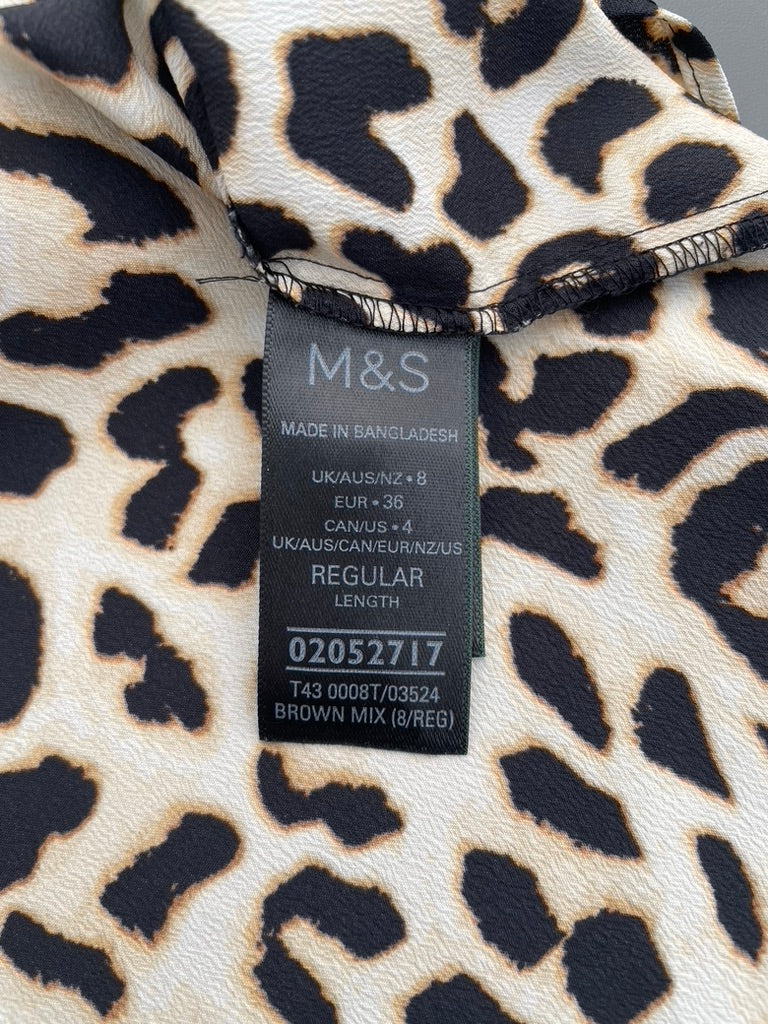 M&S
MADE IN BANGLADESH
UK/AUS/NZ • 8
EUR • 36
CAN/US • 4
UK/AUS/CAN/EUR/NZ/US
REGULAR
LENGTH
02052717
T43 0008T/03524
BROWN MIX (8/REG)